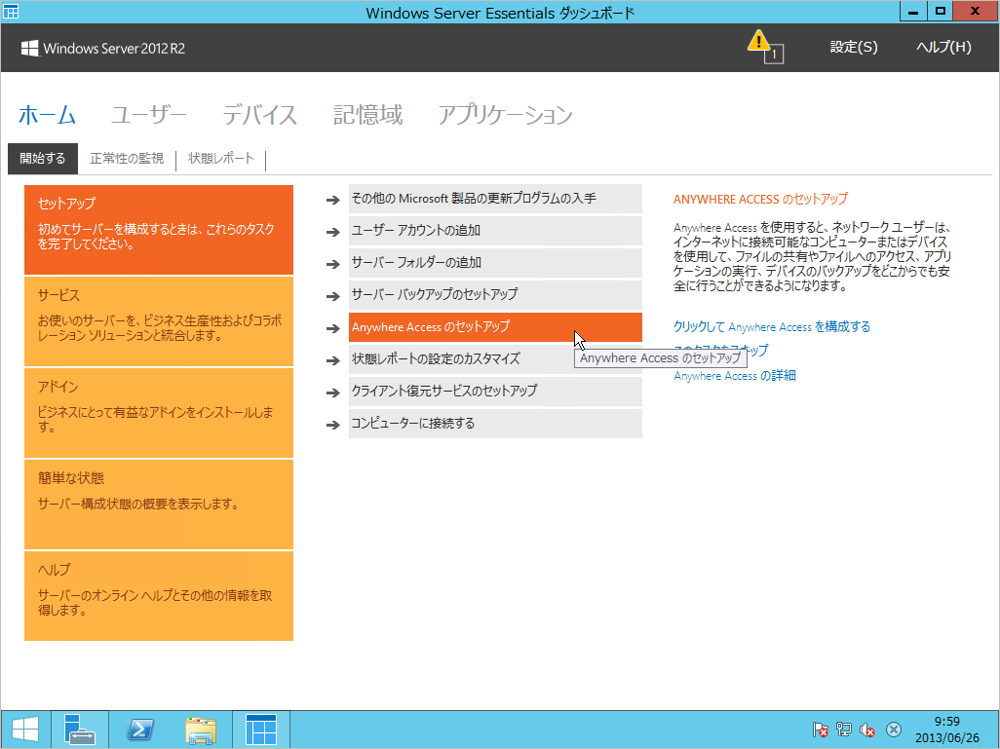 Windows Server Essentials ダッシュボード
Windows Server 2012 R2
1
設定(S)
ヘルプ(H)
ホーム
ユーザー
デバイス
記憶域
アプリケーション
開始する
正常性の監視
状態レポート
セットアップ
初めてサーバーを構成するときは、これらのタスク
を完了してください。
サービス
お使いのサーバーを、ビジネス生産性およびコラボ
レーション ソリューションと統合します。
アドイン
ビジネスにとって有益なアドインをインストールしま
す。
簡単な状態
サーバー構成状態の概要を表示します。
ヘルプ
サーバーのオンライン ヘルプとその他の情報を取
得します。
その他の Microsoft 製品の更新プログラムの入手
ユーザー アカウントの追加
サーバー フォルダーの追加
サーバー バックアップのセットアップ
Anywhere Access のセットアップ
状態レポートの設定のカスタマイズ
クライアント復元サービスのセットアップ
コンピューターに接続する
ANYWHERE ACCESS のセットアップ
Anywhere Access を使用すると、ネットワーク ユーザーは、
インターネットに接続可能なコンピューターまたはデバイス
を使用して、ファイルの共有やファイルへのアクセス、アプリ
ケーションの実行、デバイスのバックアップをどこからでも安
全に行うことができるようになります。
クリックして Anywhere Access を構成する
このタスクをスキップ
Anywhere Access のセットアップ
Anywhere Access の詳細
9:59
2013/06/26